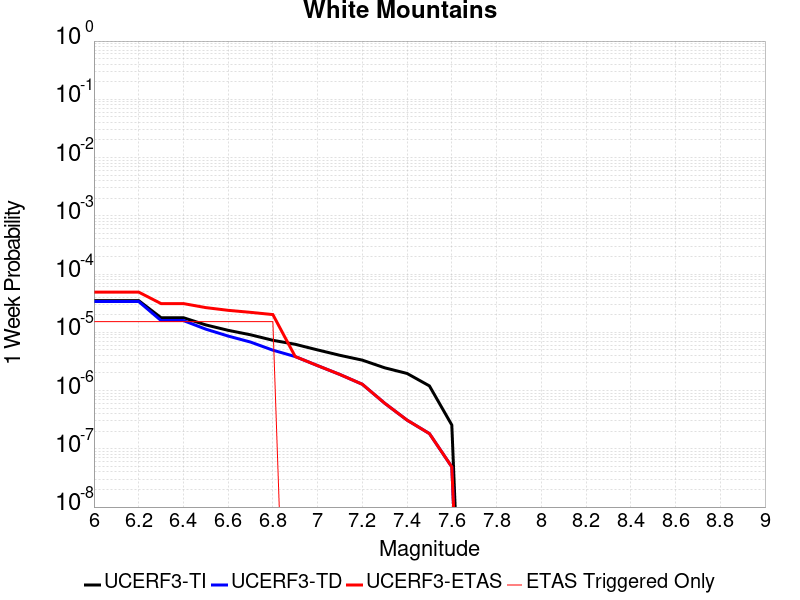 White Mountains
10^0
10^-1
10^-2
10^-3
10^-4
10^-5
10^-6
10^-7
10^-8
1 Week Probability
6 6.2 6.4 6.6 6.8 7 7.2 7.4 7.6 7.8 8 8.2 8.4 8.6 8.8 9
Magnitude
UCERF3-TI UCERF3-TD UCERF3-ETAS ETAS Triggered Only